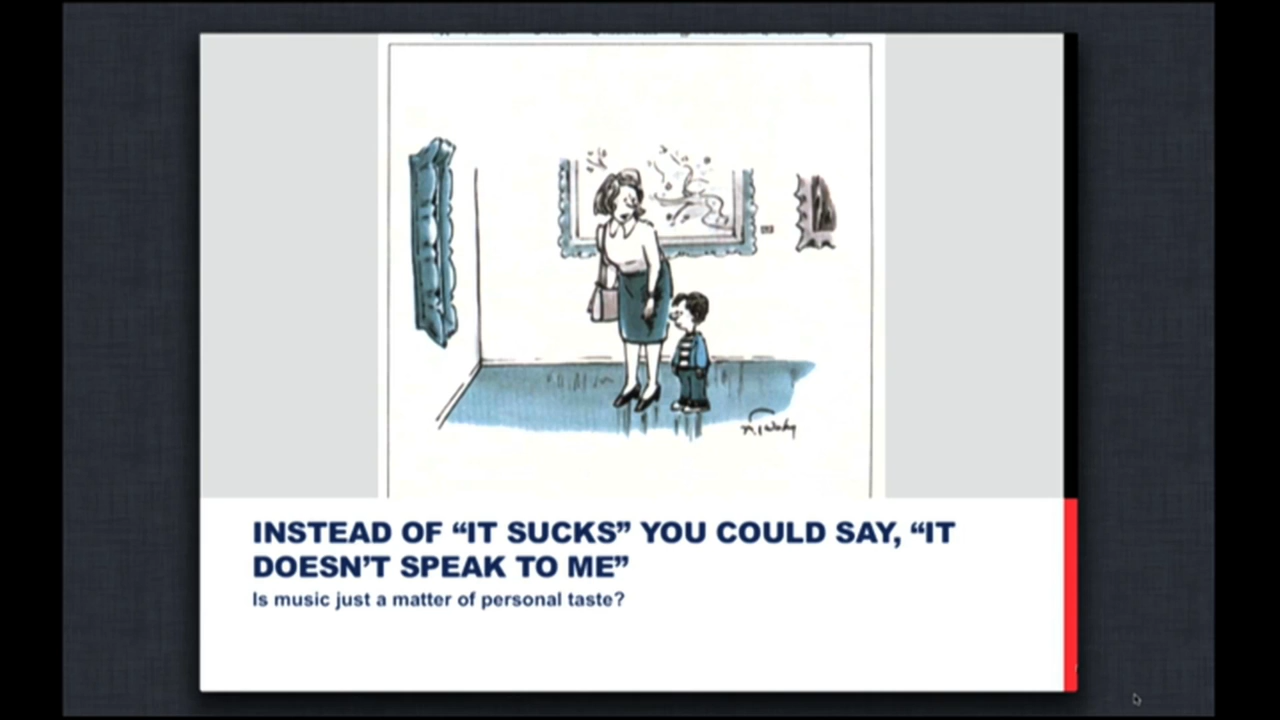 INSTEAD OF “IT SUCKS” YOU COULD SAY, “IT
DOESN’T SPEAK TO ME”
Is music just a matter of personal taste?